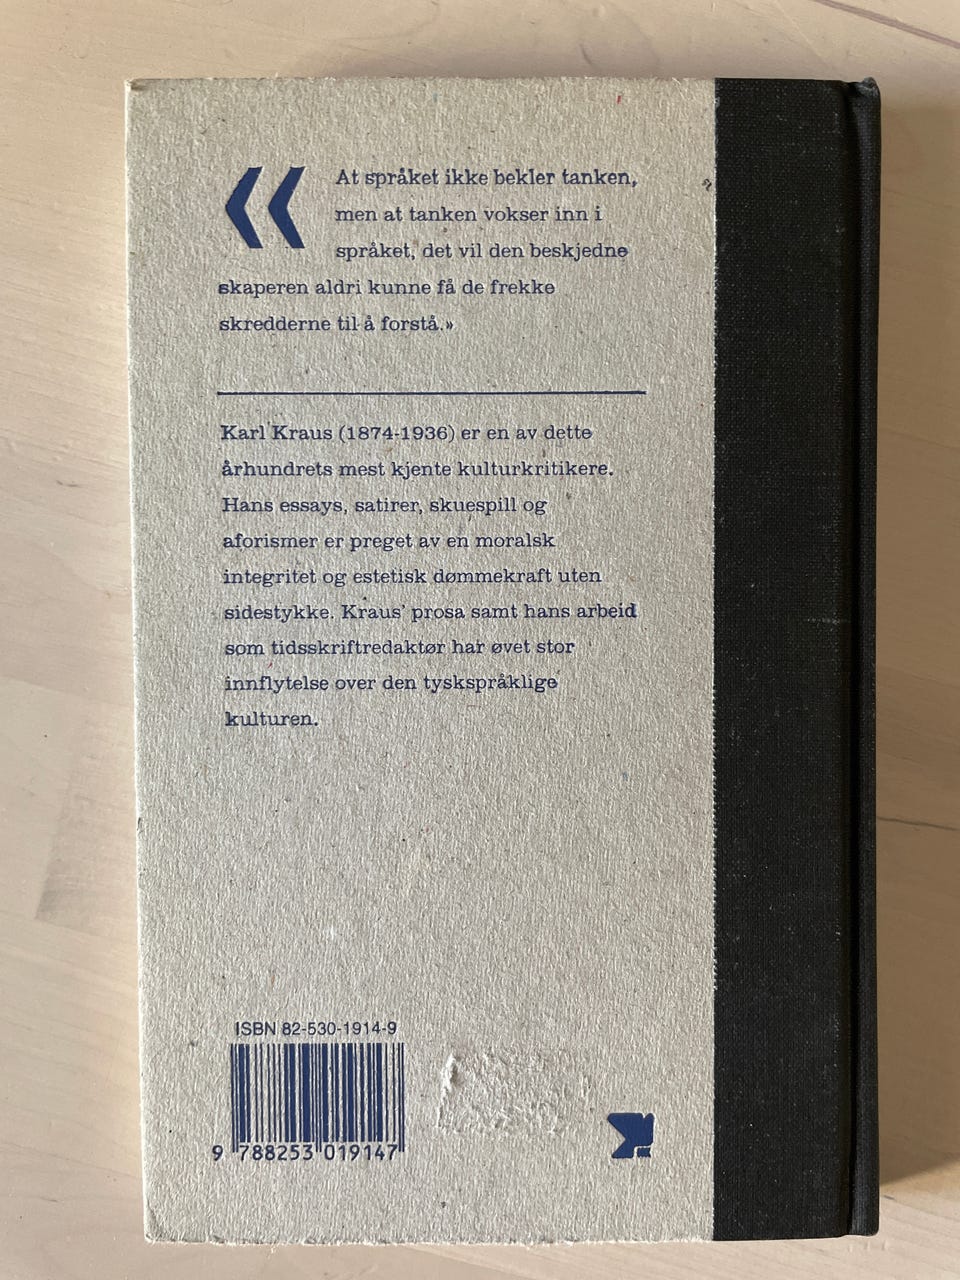 « At språket ikke bekler tanken,
men at tanken vokser inn i
språket, det vil den beskjedne
skaperen aldri kunne få de frekke
skredderne til å forstå.»
Karl Kraus (1874-1936) er en av dette
århundrets mest kjente kulturkritikere.
Hans essays, satirer, skuespill og
aforismer er preget av en moralsk
integritet og estetisk dømmekraft uten
sidestykke. Kraus' prosa samt hans arbeid
som tidsskriftredaktør har øvet stor
innflytelse over den tyskspråklige
kulturen.
ISBN 82-530-1914-9
9 788253 019147